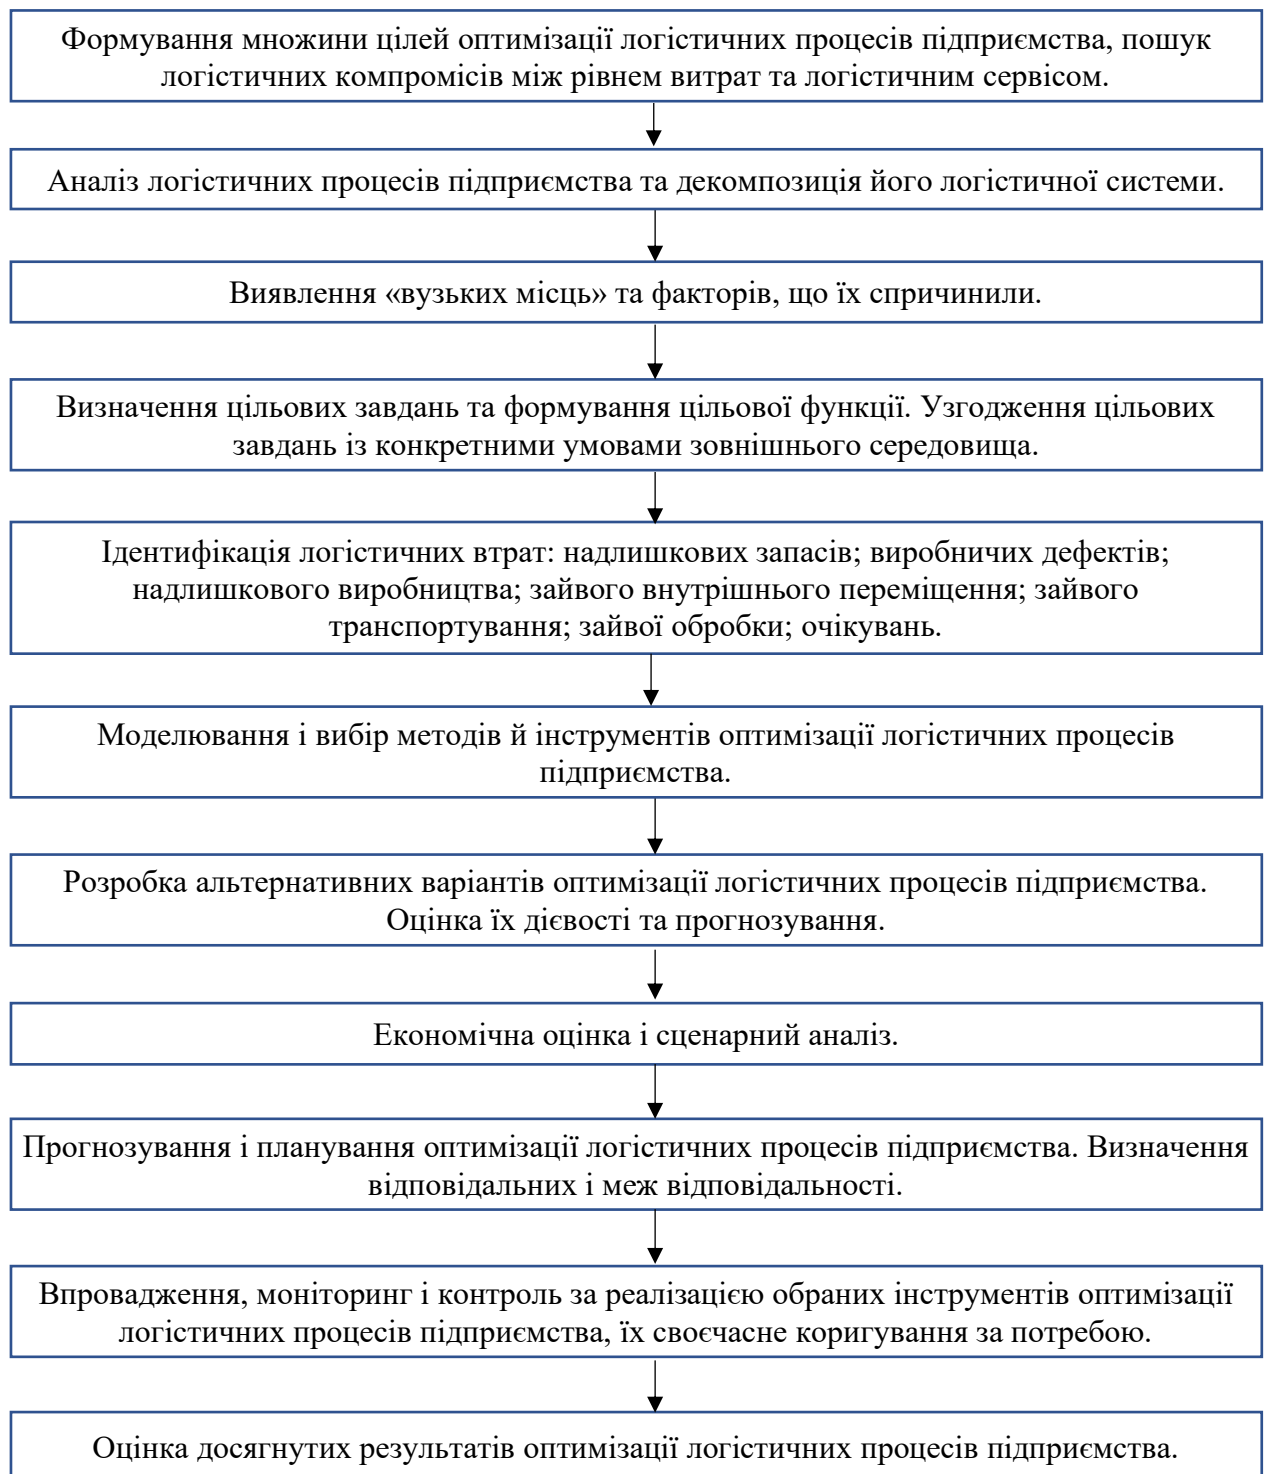 Формування множини цілей оптимізації логістичних процесів підприємства, пошук
логістичних компромісів між рівнем витрат та логістичним сервісом.
Аналіз логістичних процесів підприємства та декомпозиція його логістичної системи.
Виявлення «вузьких місць» та факторів, що їх спричинили.
Визначення цільових завдань та формування цільової функції. Узгодження цільових
завдань із конкретними умовами зовнішнього середовища.
Ідентифікація логістичних втрат: надлишкових запасів; виробничих дефектів;
надлишкового виробництва; зайвого внутрішнього переміщення; зайвого
транспортування; зайвої обробки; очікувань.
Моделювання і вибір методів й інструментів оптимізації логістичних процесів
підприємства.
Розробка альтернативних варіантів оптимізації логістичних процесів підприємства.
Оцінка їх дієвості та прогнозування.
Економічна оцінка і сценарний аналіз.
Прогнозування і планування оптимізації логістичних процесів підприємства. Визначення
відповідальних і меж відповідальності.
Впровадження, моніторинг і контроль за реалізацією обраних інструментів оптимізації
логістичних процесів підприємства, їх своєчасне коригування за потребою.
Оцінка досягнутих результатів оптимізації логістичних процесів підприємства.